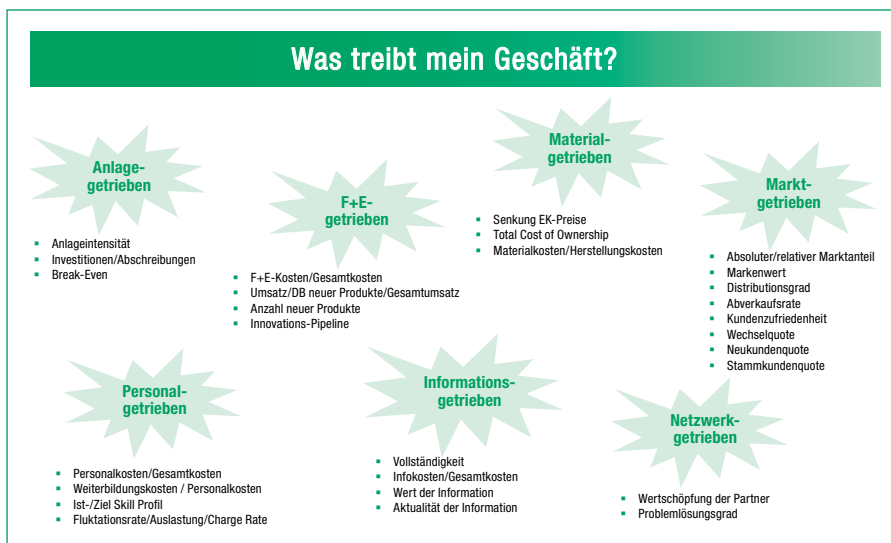 Was treibt mein Geschäft?
Anlage-
getrieben
▪ Anlageintensität
▪ Investitionen/Abschreibungen
▪ Break-Even
F+E-
getrieben
▪ F+E-Kosten/Gesamtkosten
▪ Umsatz/DB neuer Produkte/Gesamtumsatz
▪ Anzahl neuer Produkte
▪ Innovations-Pipeline
Material-
getrieben
▪ Senkung EK-Preise
▪ Total Cost of Ownership
▪ Materialkosten/Herstellungskosten
Markt-
getrieben
▪ Absoluter/relativer Marktanteil
▪ Markenwert
▪ Distributionsgrad
▪ Abverkaufsrate
▪ Kundenzufriedenheit
▪ Wechselquote
▪ Neukundenquote
▪ Stammkundenquote
Personal-
getrieben
▪ Personalkosten/Gesamtkosten
▪ Weiterbildungskosten / Personalkosten
▪ Ist-/Ziel Skill Profil
▪ Fluktationsrate/Auslastung/Charge Rate
Informations-
getrieben
▪ Vollständigkeit
▪ Infokosten/Gesamtkosten
▪ Wert der Information
▪ Aktualität der Information
Netzwerk-
getrieben
▪ Wertschöpfung der Partner
▪ Problemlösungsgrad